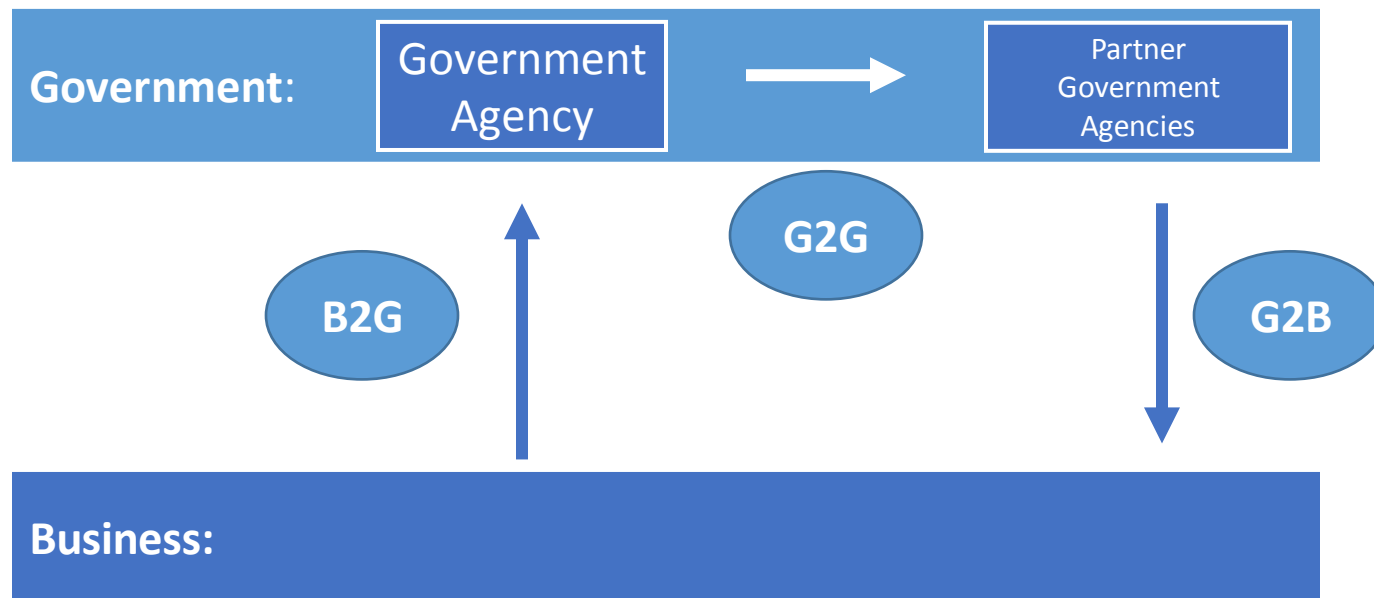 Government:
Government
Agency
Partner
Government
Agencies
G2G
B2G
G2B
Business: